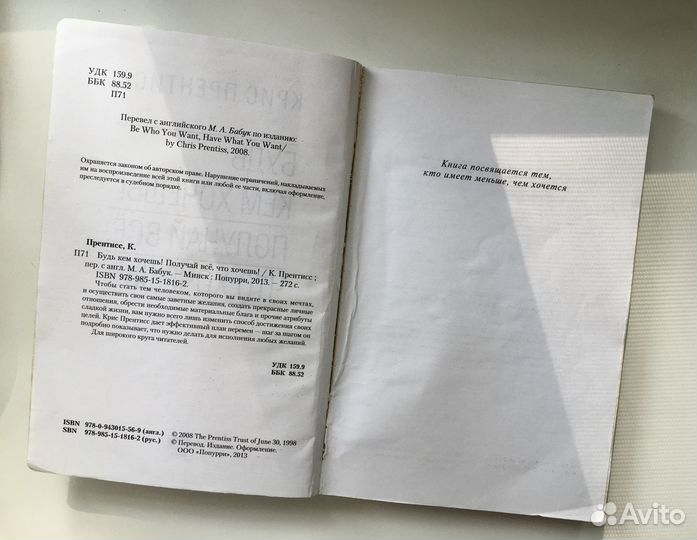 УДК 159.9
ББК 88.52
П71
Перевел с английского М. А. Бабук по изданию:
Be Who You Want, Have What You Want/
by Chris Prentiss, 2008.
Охраняется законом об авторском праве. Нарушение ограничений, накладываемых
им на воспроизведение всей этой книги или любой ее части, включая оформление,
преследуется в судебном порядке.
Прентисс, К.
П71 Будь кем хочешь! Получай всё, что хочешь! / К. Прентисс ;
пер. с англ. М. А. Бабук. — Минск : Попурри, 2013. — 272 с.
ISBN 978-985-15-1816-2.
Чтобы стать тем человеком, которого вы видите в своих мечтах,
и осуществить свои самые заветные желания, создать прекрасные личные
отношения, обрести необходимые материальные блага и прочие атрибуты
сладкой жизни, вам нужно всего лишь изменить способ достижения своих
целей. Крис Прентисс дает эффективный план перемен — шаг за шагом он
подробно показывает, что нужно делать для исполнения любых желаний.
Для широкого круга читателей.
УДК 159.9
ББК 88.52
ISBN 978-0-943015-56-9 (англ.)
SBN 978-985-15-1816-2 (рус.)
© 2008 The Prentiss Trust of June 30, 1998
© Перевод. Издание. Оформление.
ООО «Попурри», 2013
Книга посвящается тем,
кто имеет меньше, чем хочется
Avito